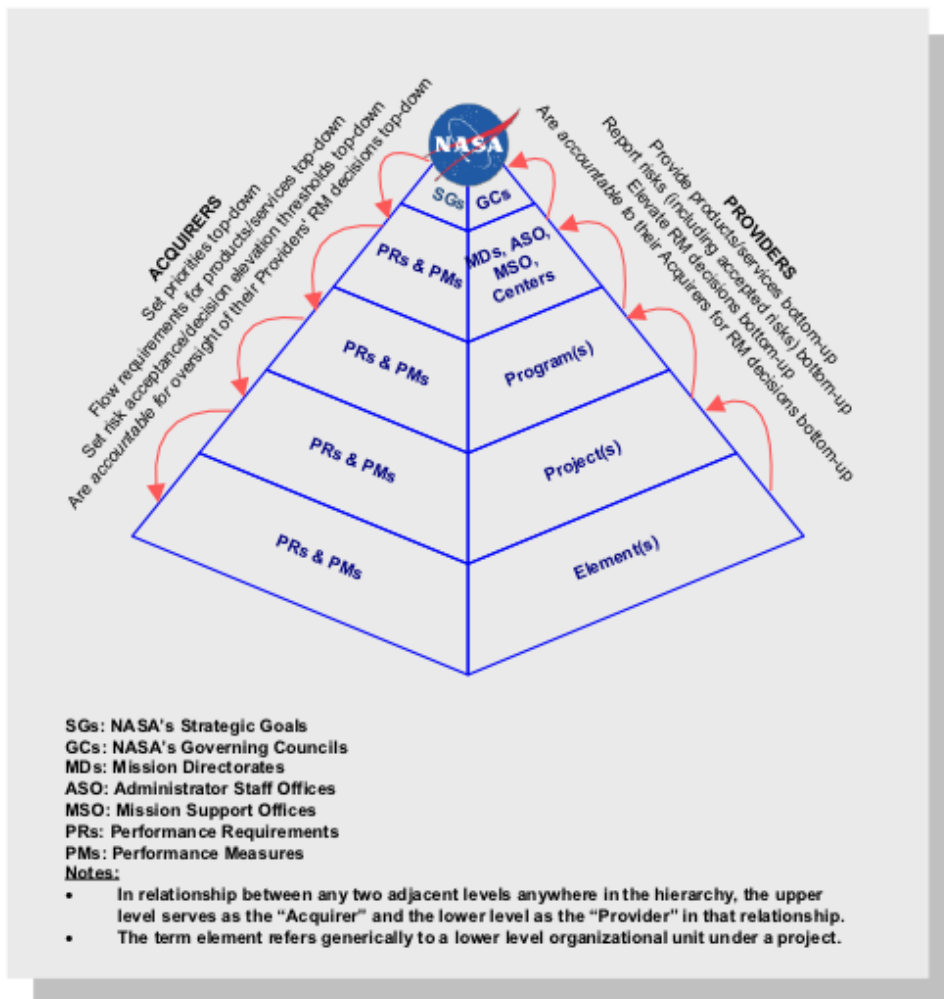 ACQUIRERS
Set priorities top-down
Flow requirements for products/services top-down
Set risk acceptance/decision elevation thresholds top-down
Are accountable for oversight of their Providers' RM decisions top-down
NASA
PROVIDERS
Provide products/services bottom-up
Report risks (including accepted risks) bottom-up
Elevate RM decisions bottom-up
Are accountable to their Acquirers for RM decisions bottom-up
SGs
GCs
PRs & PMs
MDs, ASO,
MSO,
Centers
PRs & PMs
Program(s)
PRs & PMs
Project(s)
PRs & PMs
Element(s)
SGs: NASA's Strategic Goals
GCs: NASA's Governing Councils
MDs: Mission Directorates
ASO: Administrator Staff Offices
MSO: Mission Support Offices
PRs: Performance Requirements
PMs: Performance Measures
Notes:
• In relationship between any two adjacent levels anywhere in the hierarchy, the upper
level serves as the “Acquirer” and the lower level as the “Provider” in that relationship.
• The term element refers generically to a lower level organizational unit under a project.